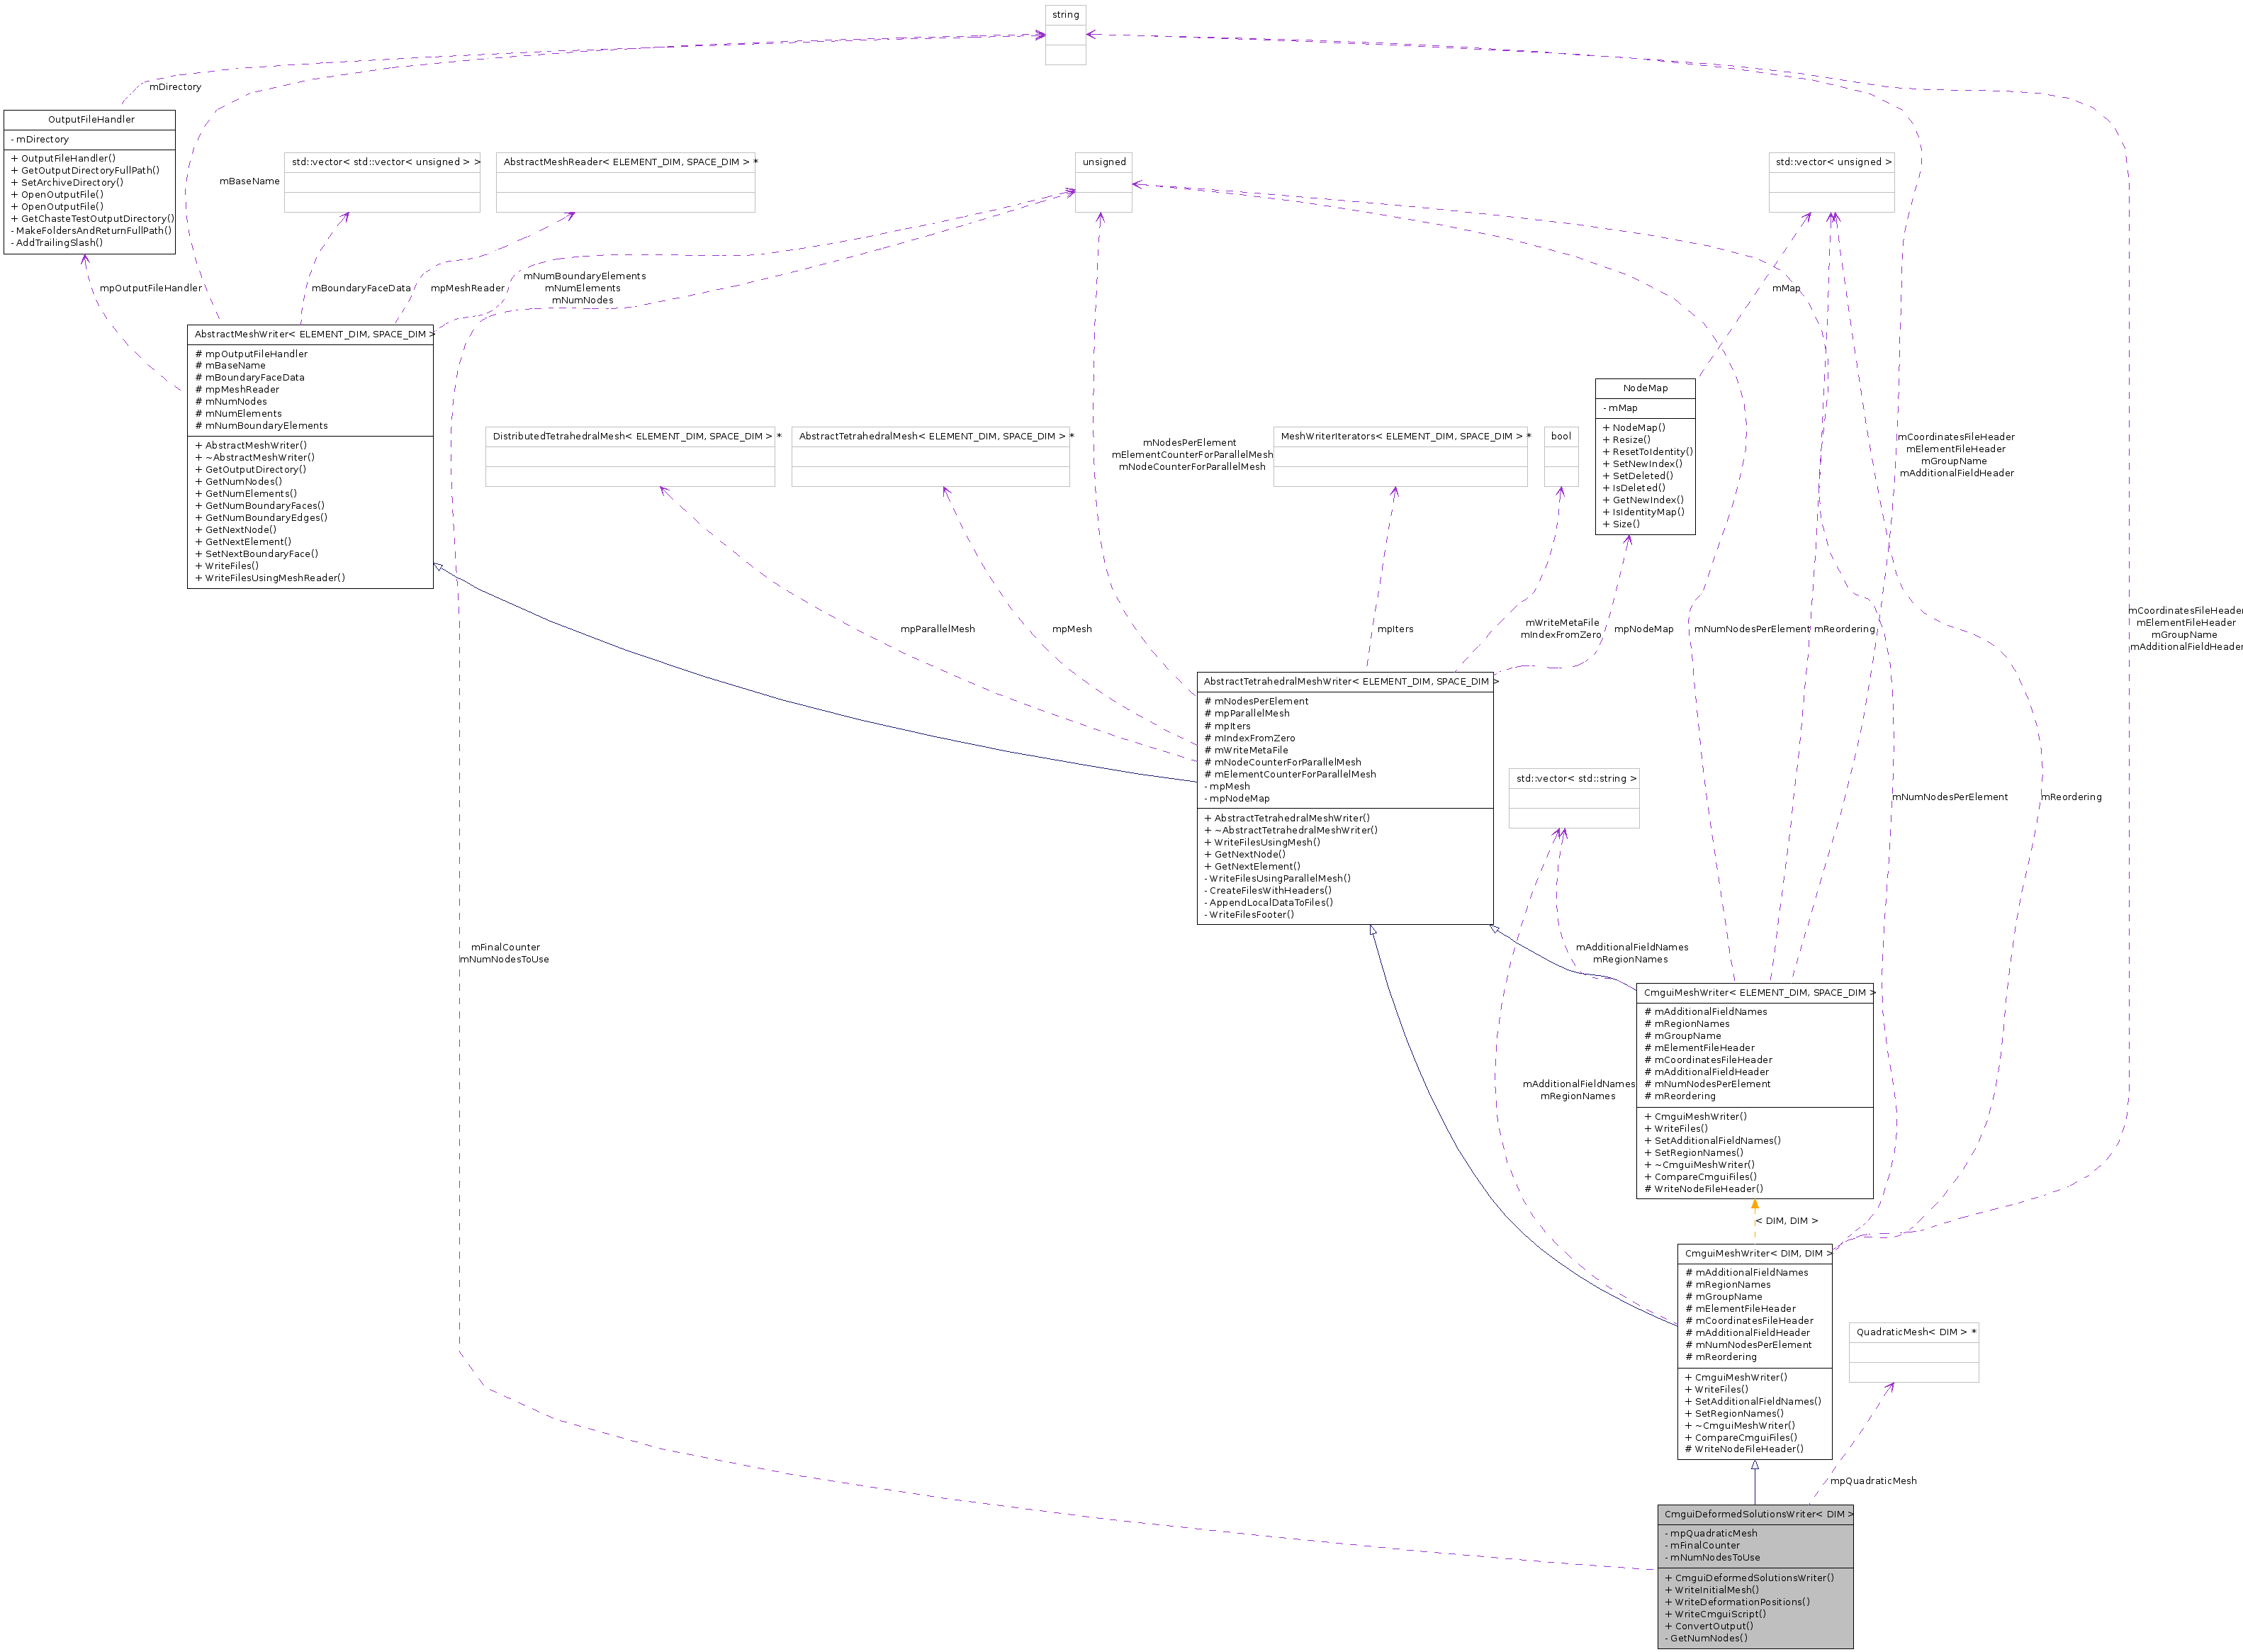 string
mDirectory
OutputFileHandler
- mDirectory
+ OutputFileHandler()
+ GetOutputDirectoryFullPath()
+ SetArchiveDirectory()
+ OpenOutputFile()
+ OpenOutputFile()
+ GetChasteTestOutputDirectory()
- MakeFoldersAndReturnFullPath()
- AddTrailingSlash()
mBaseName
std::vector< std::vector< unsigned > >
AbstractMeshReader< ELEMENT_DIM, SPACE_DIM > *
unsigned
std::vector< unsigned >
mpOutputFileHandler
mBoundaryFaceData
mpMeshReader
mNumBoundaryElements
mNumElements
mNumNodes
mMap
AbstractMeshWriter< ELEMENT_DIM, SPACE_DIM >
# mpOutputFileHandler
# mBaseName
# mBoundaryFaceData
# mpMeshReader
# mNumNodes
# mNumElements
# mNumBoundaryElements
+ AbstractMeshWriter()
+ ~AbstractMeshWriter()
+ GetOutputDirectory()
+ GetNumNodes()
+ GetNumElements()
+ GetNumBoundaryFaces()
+ GetNumBoundaryEdges()
+ GetNextNode()
+ GetNextElement()
+ SetNextBoundaryFace()
+ WriteFiles()
+ WriteFilesUsingMeshReader()
DistributedTetrahedralMesh< ELEMENT_DIM, SPACE_DIM > *
AbstractTetrahedralMesh< ELEMENT_DIM, SPACE_DIM > *
mNodesPerElement
mElementCounterForParallelMesh
mNodeCounterForParallelMesh
MeshWriterIterators< ELEMENT_DIM, SPACE_DIM > *
bool
NodeMap
- mMap
+ NodeMap()
+ Resize()
+ ResetToIdentity()
+ SetNewIndex()
+ SetDeleted()
+ IsDeleted()
+ GetNewIndex()
+ IsIdentityMap()
+ Size()
mCoordinatesFileHeader
mElementFileHeader
mGroupName
mAdditionalFieldHeader
mCoordinatesFileHeader
mElementFileHeader
mGroupName
mAdditionalFieldHeader
mpParallelMesh
mpMesh
mpIters
mWriteMetaFile
mIndexFromZero
mpNodeMap
mNumNodesPerElement
mReordering
AbstractTetrahedralMeshWriter< ELEMENT_DIM, SPACE_DIM >
# mNodesPerElement
# mpParallelMesh
# mpIters
# mIndexFromZero
# mWriteMetaFile
# mNodeCounterForParallelMesh
# mElementCounterForParallelMesh
- mpMesh
- mpNodeMap
+ AbstractTetrahedralMeshWriter()
+ ~AbstractTetrahedralMeshWriter()
+ WriteFilesUsingMesh()
+ GetNextNode()
+ GetNextElement()
- WriteFilesUsingParallelMesh()
- CreateFilesWithHeaders()
- AppendLocalDataToFiles()
- WriteFilesFooter()
std::vector< std::string >
mNumNodesPerElement
mReordering
mFinalCounter
mNumNodesToUse
mAdditionalFieldNames
mRegionNames
CmguiMeshWriter< ELEMENT_DIM, SPACE_DIM >
# mAdditionalFieldNames
# mRegionNames
# mGroupName
# mElementFileHeader
# mCoordinatesFileHeader
# mAdditionalFieldHeader
# mNumNodesPerElement
# mReordering
+ CmguiMeshWriter()
+ WriteFiles()
+ SetAdditionalFieldNames()
+ SetRegionNames()
+ ~CmguiMeshWriter()
+ CompareCmguiFiles()
# WriteNodeFileHeader()
mAdditionalFieldNames
mRegionNames
< DIM, DIM >
CmguiMeshWriter< DIM, DIM >
# mAdditionalFieldNames
# mRegionNames
# mGroupName
# mElementFileHeader
# mCoordinatesFileHeader
# mAdditionalFieldHeader
# mNumNodesPerElement
# mReordering
+ CmguiMeshWriter()
+ WriteFiles()
+ SetAdditionalFieldNames()
+ SetRegionNames()
+ ~CmguiMeshWriter()
+ CompareCmguiFiles()
# WriteNodeFileHeader()
QuadraticMesh< DIM > *
mpQuadraticMesh
CmguiDeformedSolutionsWriter< DIM >
- mpQuadraticMesh
- mFinalCounter
- mNumNodesToUse
+ CmguiDeformedSolutionsWriter()
+ WriteInitialMesh()
+ WriteDeformationPositions()
+ WriteCmguiScript()
+ ConvertOutput()
- GetNumNodes()